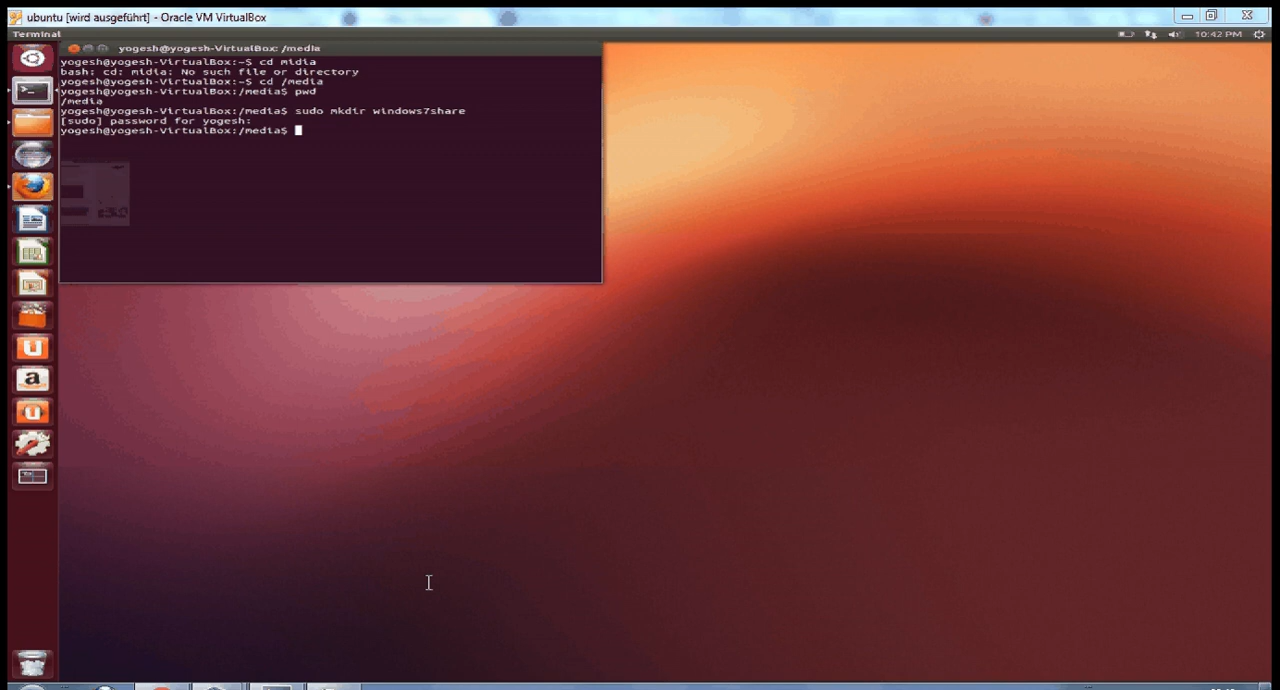 ubuntu [wird ausgeführt] - Oracle VM VirtualBox
Terminal
10:42 PM
yogesh@yogesh-VirtualBox: /media
yogesh@yogesh-VirtualBox:~$ cd midia
bash: cd: midia: No such file or directory
yogesh@yogesh-VirtualBox:~$ cd /media
yogesh@yogesh-VirtualBox:/media$ pwd
/media
yogesh@yogesh-VirtualBox:/media$ sudo mkdir windows7share
[sudo] password for yogesh:
yogesh@yogesh-VirtualBox:/media$